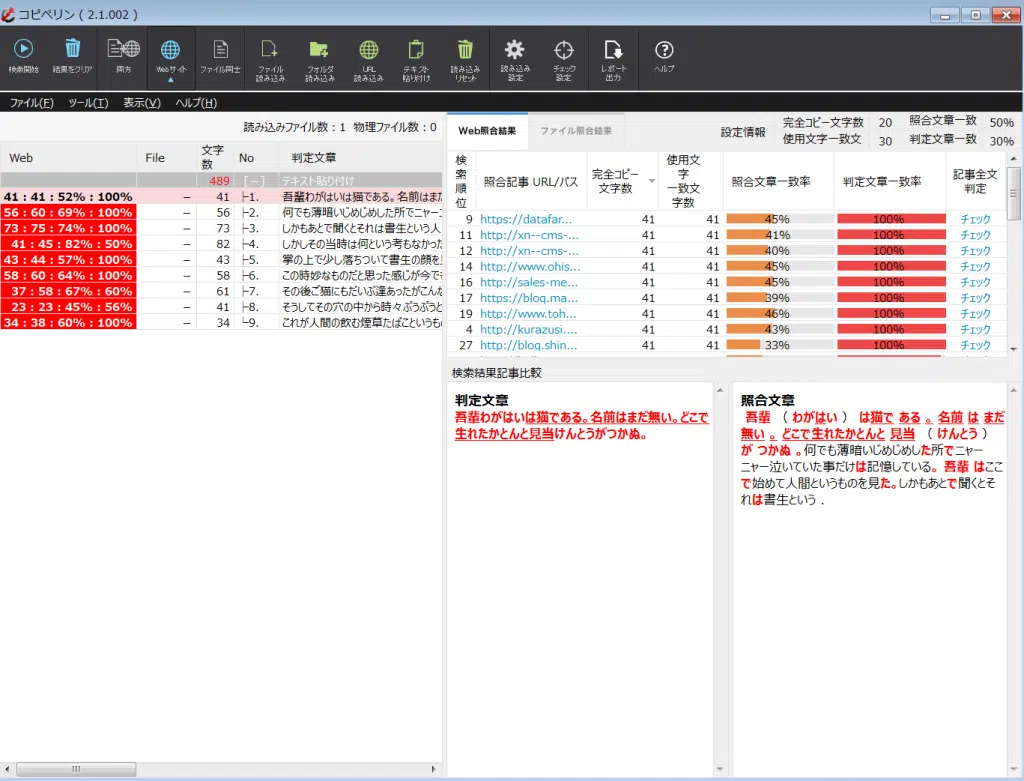 コピペリン ( 2.1.002 )
検索開始 結果をクリア 両方 Webサイト ファイル同士 ファイル 読み込み フォルダ 読み込み URL 読み込み テキスト 貼り付け 読み込み リセット 読み込み 設定 チェック 設定 レポート 出力 ヘルプ
ファイル(F) ツール(T) 表示(V) ヘルプ(H)
読み込みファイル数：1 物理ファイル数：0
Web File 文字数 No 判定文章
489 [－] テキスト貼り付け
41 : 41 : 52% : 100% － 41 ├1. 吾輩わがはいは猫である。名前はまだ
56 : 60 : 69% : 100% － 56 ├2. 何でも薄暗いじめじめした所でニャーニ
73 : 75 : 74% : 100% － 73 ├3. しかもあとで聞くとそれは書生という人
41 : 45 : 82% : 50% － 82 ├4. しかしその当時は何という考もなかった
43 : 44 : 57% : 100% － 43 ├5. 掌の上で少し落ちついて書生の顔を
58 : 60 : 64% : 100% － 58 ├6. この時妙なものだと思った感じが今でも
37 : 58 : 67% : 60% － 61 ├7. その後ご猫にもだいぶ逢あったがこんな
23 : 23 : 45% : 56% － 41 ├8. そうしてその穴の中から時々ぷうぷうと
34 : 38 : 60% : 100% － 34 └9. これが人間の飲む煙草たばこというもの
Web照合結果 ファイル照合結果
設定情報 完全コピー文字数 20 照合文章一致 50%
使用文字一致文 30 判定文章一致 30%
検索順位 照合記事 URL/パス 完全コピー文字数 使用文字一致文字数 照合文章一致率 判定文章一致率 記事全文判定
9 https://datafar... 41 41 45% 100% チェック
11 http://xn--cms-... 41 41 41% 100% チェック
12 http://xn--cms-... 41 41 40% 100% チェック
14 http://www.ohis... 41 41 45% 100% チェック
16 http://sales-me... 41 41 45% 100% チェック
17 https://blog.ma... 41 41 39% 100% チェック
19 http://www.toh... 41 41 46% 100% チェック
4 http://kurazusi.... 41 41 43% 100% チェック
27 http://blog.shin... 41 41 33% 100% チェック
検索結果記事比較
判定文章
吾輩わがはいは猫である。名前はまだ無い。どこで
生れたかとんと見当けんとうがつかぬ。
照合文章
吾輩 （ わがはい ） は猫で ある 。 名前 は まだ
無い 。 どこで生れたかとんと 見当 （ けんとう ）
が つかぬ 。何でも薄暗いじめじめした所でニャー
ニャー泣いていた事だけは記憶している。 吾輩 はここ
で始めて人間というものを見た。しかもあとで聞くとそ
れは書生という .